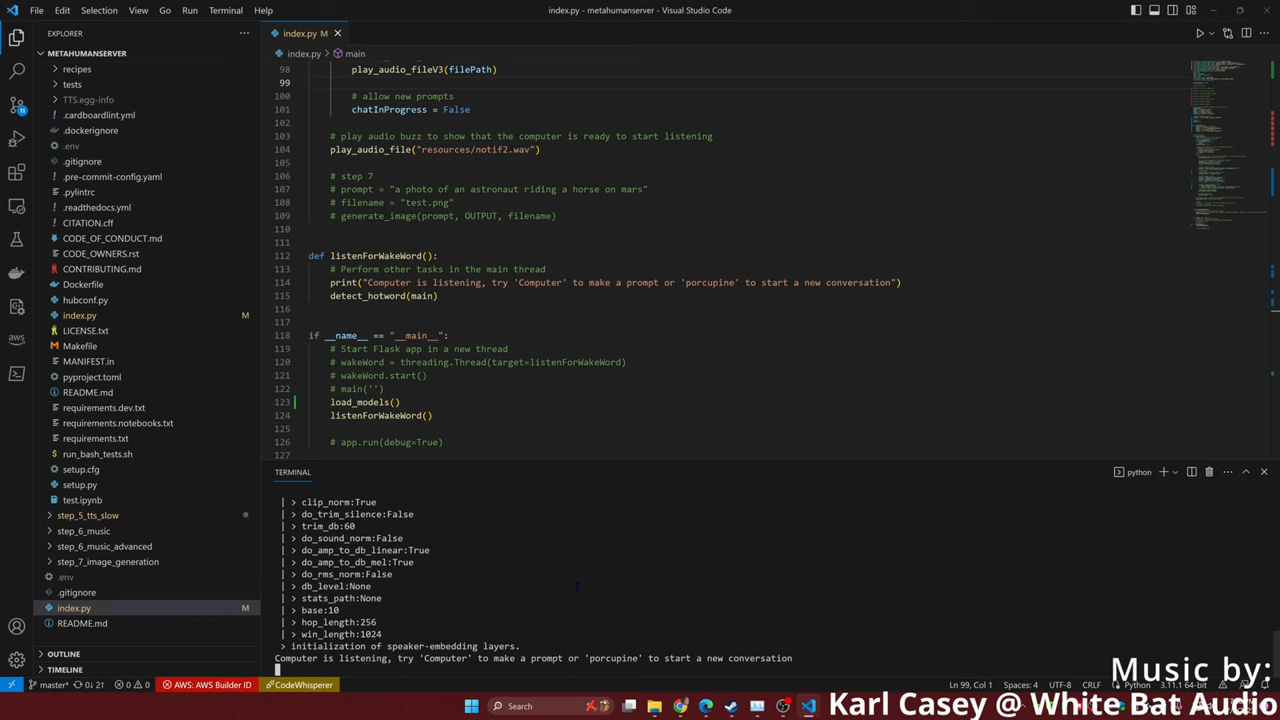 File Edit Selection View Go Run Terminal Help
index.py - metahumanserver - Visual Studio Code
EXPLORER
METAHUMANSERVER
recipes
tests
TTS.egg-info
.cardboardlint.yml
.dockerignore
.env
.gitignore
.pre-commit-config.yaml
.pylintrc
.readthedocs.yml
CITATION.cff
CODE_OF_CONDUCT.md
CODE_OWNERS.rst
CONTRIBUTING.md
Dockerfile
hubconf.py
index.py M
LICENSE.txt
Makefile
MANIFEST.in
pyproject.toml
README.md
requirements.dev.txt
requirements.notebooks.txt
requirements.txt
run_bash_tests.sh
setup.cfg
setup.py
test.ipynb
step_5_tts_slow
step_6_music
step_6_music_advanced
step_7_image_generation
.env
.gitignore
index.py M
README.md
OUTLINE
TIMELINE
11
aws
index.py M
index.py > main
98 play_audio_fileV3(filePath)
99
100 # allow new prompts
101 chatInProgress = False
102
103 # play audio buzz to show that the computer is ready to start listening
104 play_audio_file("resources/notif2.wav")
105
106 # step 7
107 # prompt = "a photo of an astronaut riding a horse on mars"
108 # filename = "test.png"
109 # generate_image(prompt, OUTPUT, filename)
110
111
112 def listenForWakeWord():
113 # Perform other tasks in the main thread
114 print("Computer is listening, try 'Computer' to make a prompt or 'porcupine' to start a new conversation")
115 detect_hotword(main)
116
117
118 if __name__ == "__main__":
119 # Start Flask app in a new thread
120 # wakeWord = threading.Thread(target=listenForWakeWord)
121 # wakeWord.start()
122 # main('')
123 load_models()
124 listenForWakeWord()
125
126 # app.run(debug=True)
127
TERMINAL
python
| > clip_norm:True
| > do_trim_silence:False
| > trim_db:60
| > do_sound_norm:False
| > do_amp_to_db_linear:True
| > do_amp_to_db_mel:True
| > do_rms_norm:False
| > db_level:None
| > stats_path:None
| > base:10
| > hop_length:256
| > win_length:1024
> initialization of speaker-embedding layers.
Computer is listening, try 'Computer' to make a prompt or 'porcupine' to start a new conversation
master* 0↓ 21 0 0 AWS: AWS Builder ID CodeWhisperer
Ln 99, Col 1 Spaces: 4 UTF-8 CRLF Python 3.11.1 64-bit
Search
Music by:
Karl Casey @ White Bat Audio